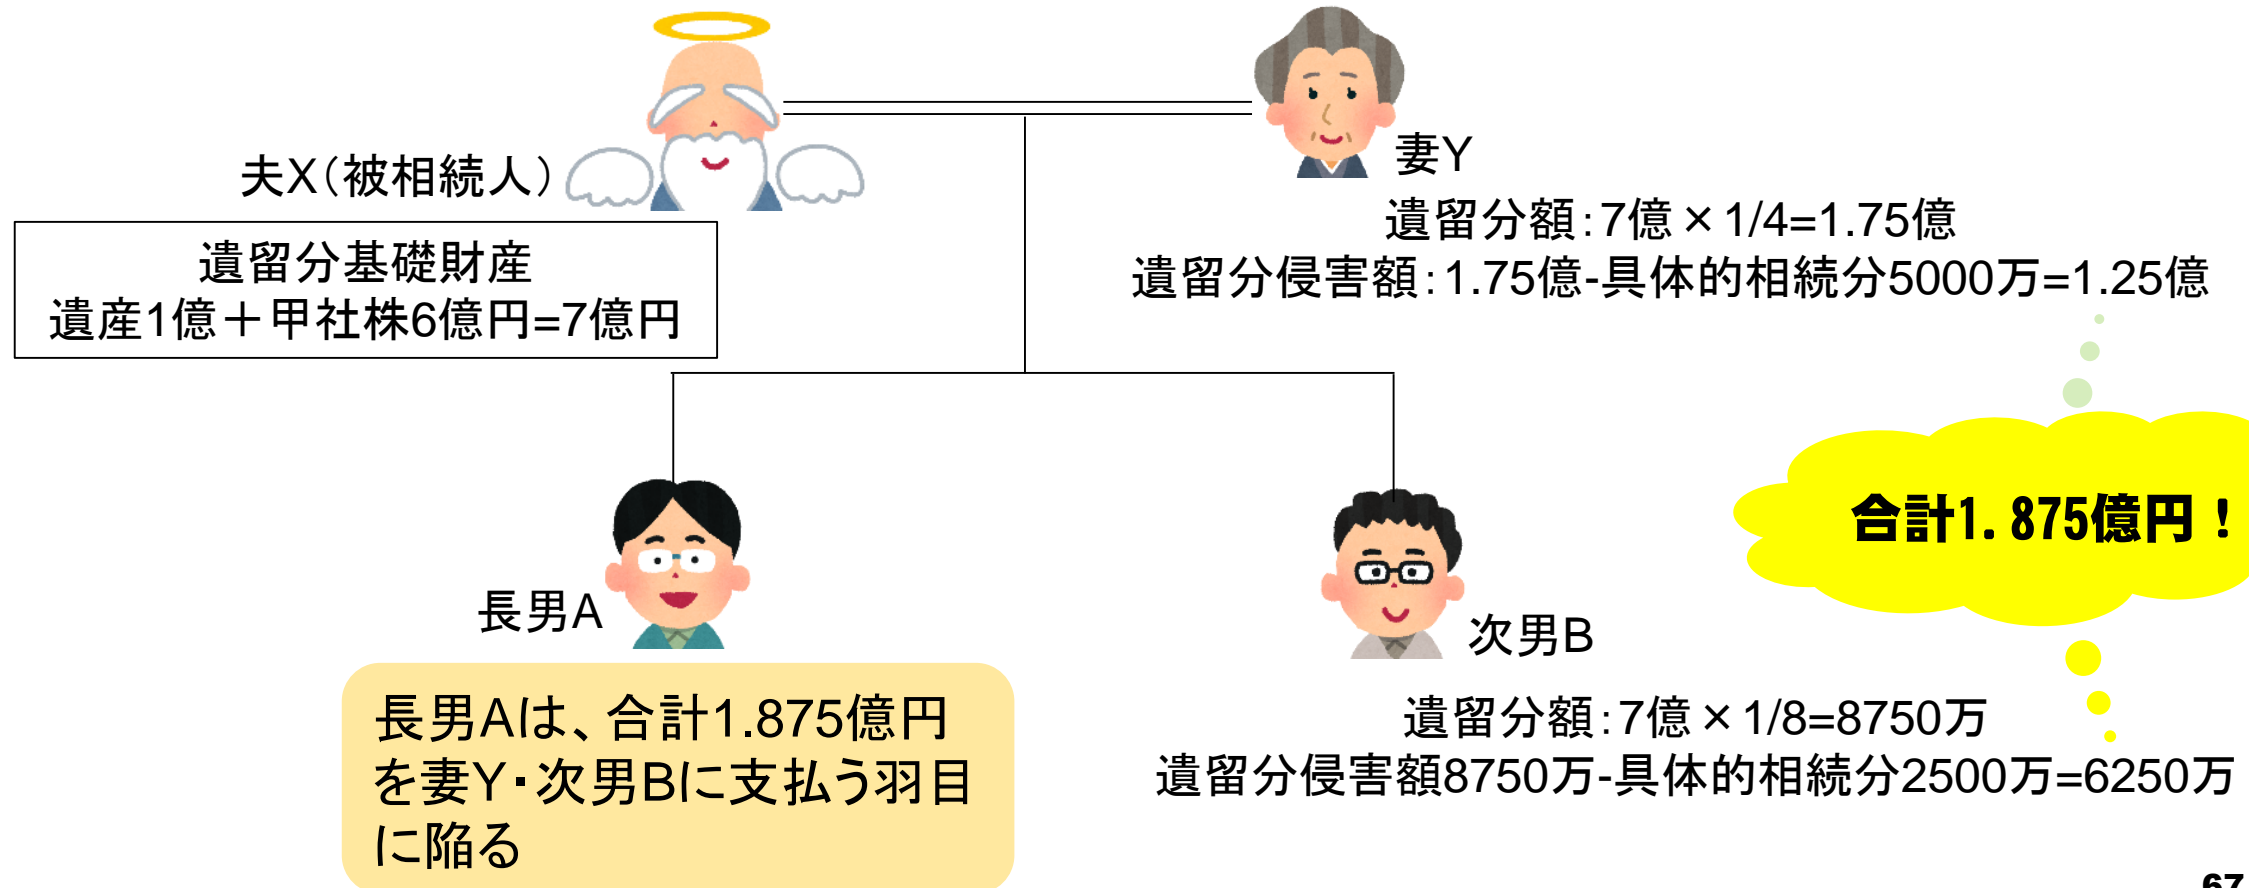 夫X(被相続人)
妻Y
遺留分額:7億×1/4=1.75億
遺留分侵害額:1.75億-具体的相続分5000万=1.25億
遺留分基礎財産
遺産1億+甲社株6億円=7億円
合計1.875億円!
長男A
次男B
長男Aは、合計1.875億円
を妻Y・次男Bに支払う羽目
に陥る
遺留分額:7億×1/8=8750万
遺留分侵害額8750万-具体的相続分2500万=6250万
67